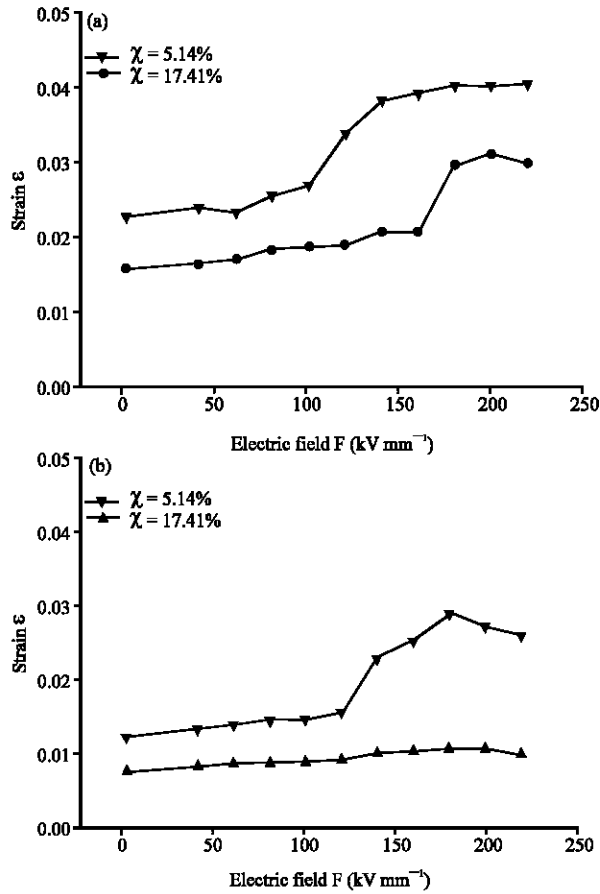 (a)
χ = 5.14%
χ = 17.41%
0.05
0.04
0.03
0.02
0.01
0.00
Strain ε
0 50 100 150 200 250
Electric field F (kV mm⁻¹)
(b)
χ = 5.14%
χ = 17.41%
0.05
0.04
0.03
0.02
0.01
0.00
Strain ε
0 50 100 150 200 250
Electric field F (kV mm⁻¹)